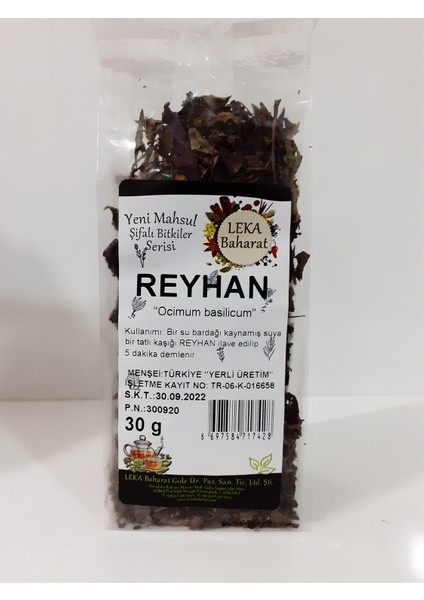 Yeni Mahsul
Şifalı Bitkiler
Serisi
LEKA
Baharat
REYHAN
"Ocimum basilicum"
Kullanımı: Bir su bardağı kaynamış suya
bir tatlı kaşığı REYHAN ilave edilip
5 dakika demlenir
MENŞEİ:TÜRKİYE "YERLİ ÜRETİM"
İŞLETME KAYIT NO: TR-06-K-016658
S.K.T.:30.09.2022
P.N.:300920
30 g
8 697584 717428
LEKA Baharat Gıda Ür. Paz. San. Tic. Ltd. Şti.